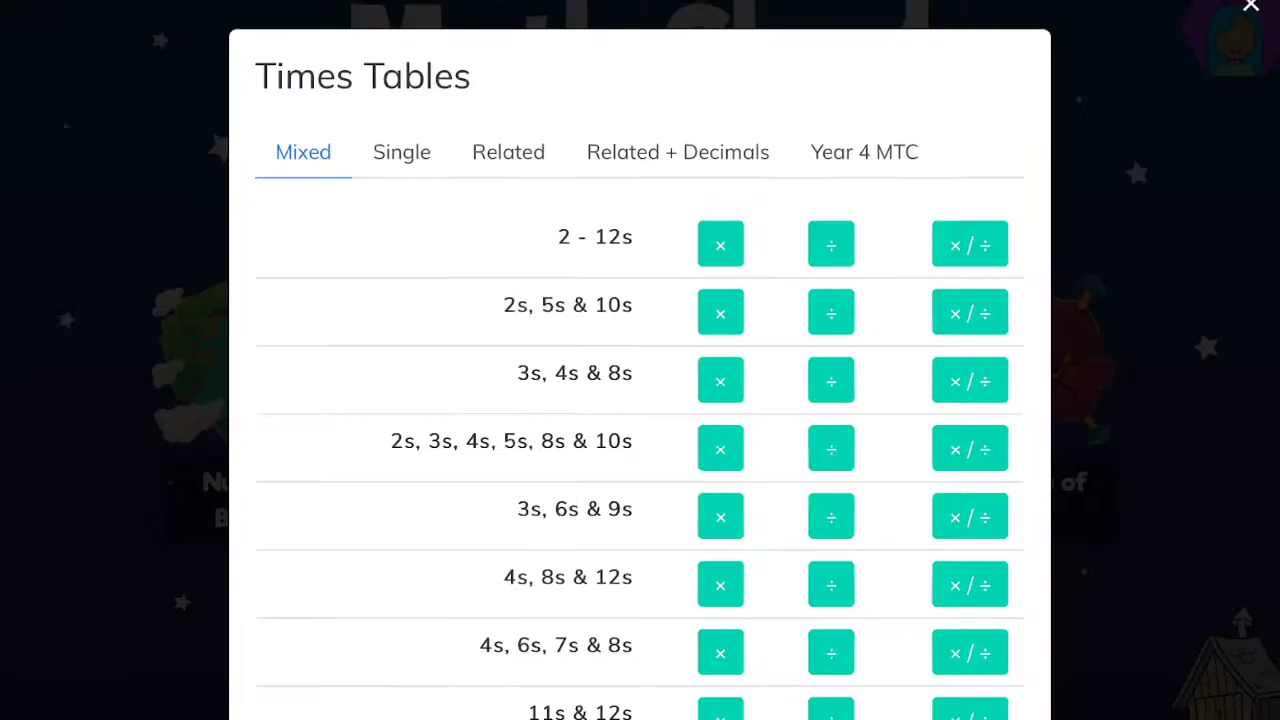 Times Tables
Mixed Single Related Related + Decimals Year 4 MTC
2 - 12s × ÷ × / ÷
2s, 5s & 10s × ÷ × / ÷
3s, 4s & 8s × ÷ × / ÷
2s, 3s, 4s, 5s, 8s & 10s × ÷ × / ÷
3s, 6s & 9s × ÷ × / ÷
4s, 8s & 12s × ÷ × / ÷
4s, 6s, 7s & 8s × ÷ × / ÷
11s & 12s × ÷ × / ÷
of